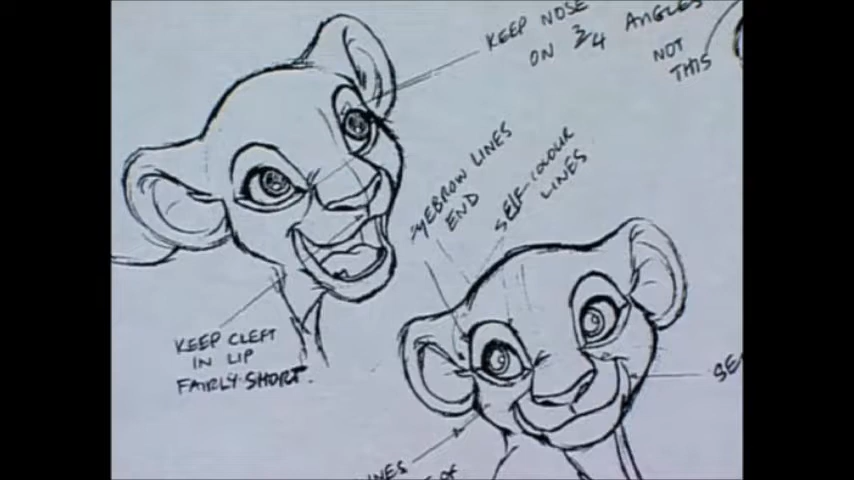 KEEP NOSE
ON 3/4 ANGLES
NOT
THIS
EYEBROW LINES
END
SELF-COLOUR
LINES
KEEP CLEFT
IN LIP
FAIRLY SHORT.
OF